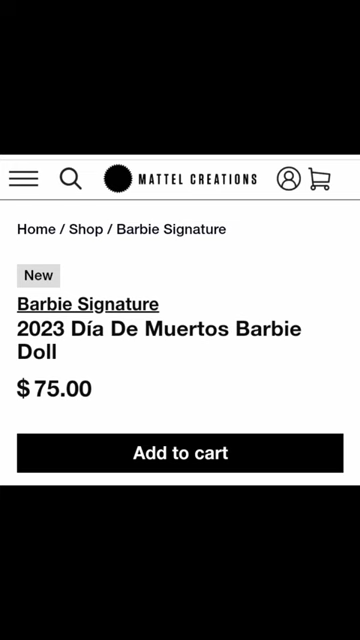 MATTEL CREATIONS
Home / Shop / Barbie Signature
New
Barbie Signature
2023 Día De Muertos Barbie
Doll
$75.00
Add to cart